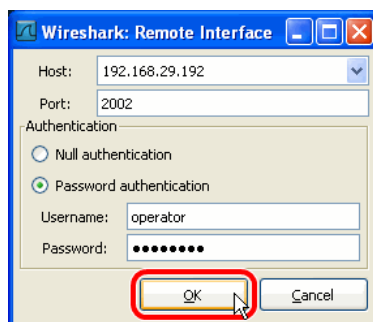 Wireshark: Remote Interface
Host: 192.168.29.192
Port: 2002
Authentication
Null authentication
Password authentication
Username: operator
Password: ●●●●●●●●
OK Cancel